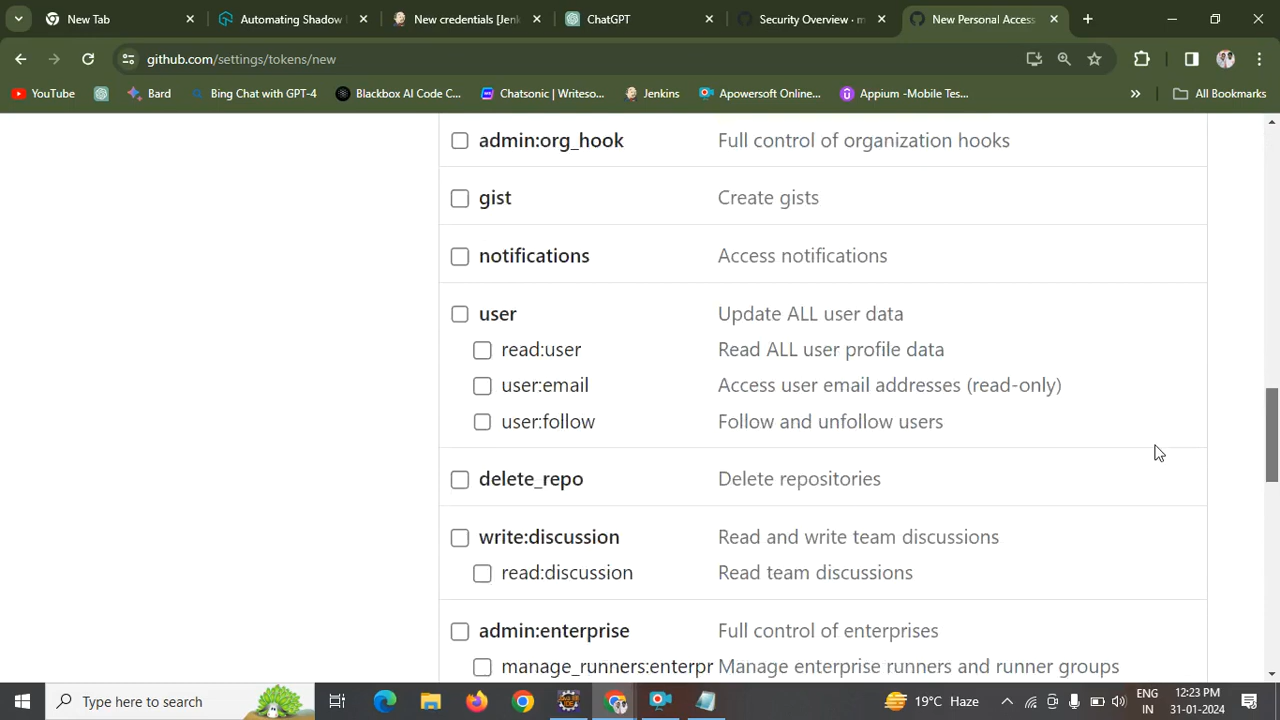 New Tab
Automating Shadow
New credentials [Jenk
ChatGPT
Security Overview · m
New Personal Access
github.com/settings/tokens/new
YouTube
Bard
Bing Chat with GPT-4
Blackbox AI Code C...
Chatsonic | Writeso...
Jenkins
Apowersoft Online...
Appium -Mobile Tes...
»
All Bookmarks
admin:org_hook Full control of organization hooks
gist Create gists
notifications Access notifications
user Update ALL user data
read:user Read ALL user profile data
user:email Access user email addresses (read-only)
user:follow Follow and unfollow users
delete_repo Delete repositories
write:discussion Read and write team discussions
read:discussion Read team discussions
admin:enterprise Full control of enterprises
manage_runners:enterpr Manage enterprise runners and runner groups
Type here to search
19°C Haze
ENG
IN
12:23 PM
31-01-2024